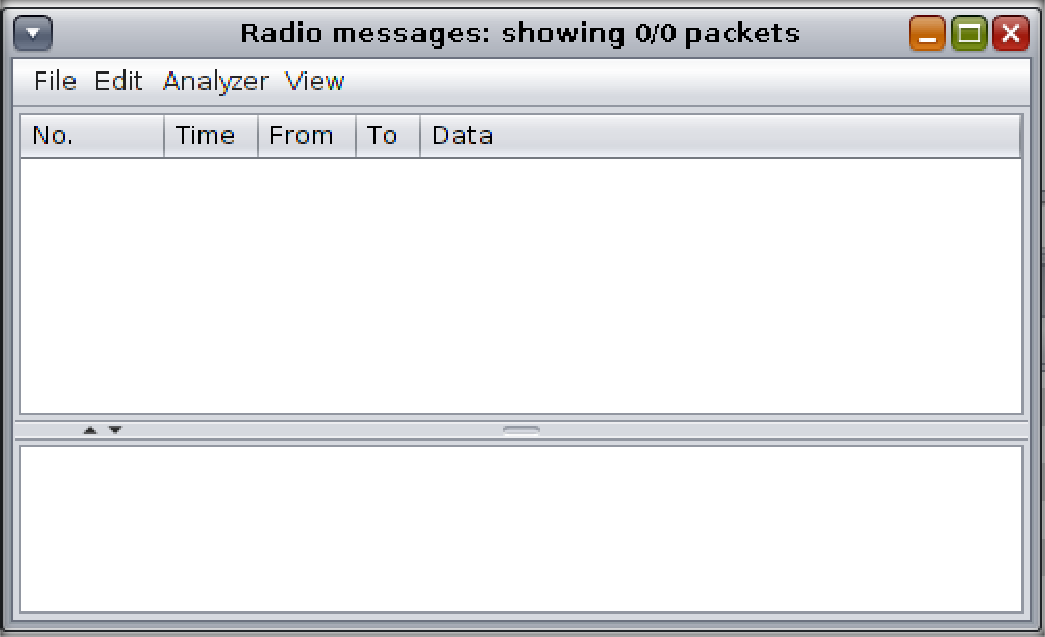 Radio messages: showing 0/0 packets
File Edit Analyzer View
No. Time From To Data